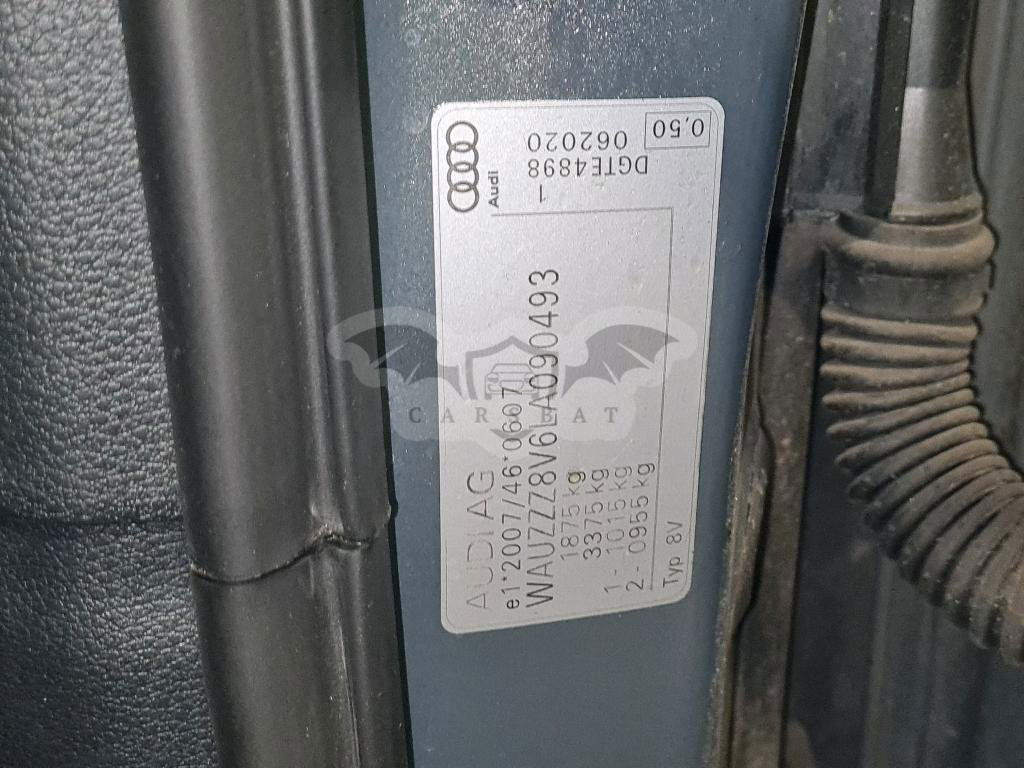 AUDI AG
e1*2007/46*0607*
WAUZZZ8V6LA090493
1875 kg
3375 kg
1 - 1015 kg
2 - 0955 kg
Typ 8V
Audi
062020
DGTE4898
0,50
CAR